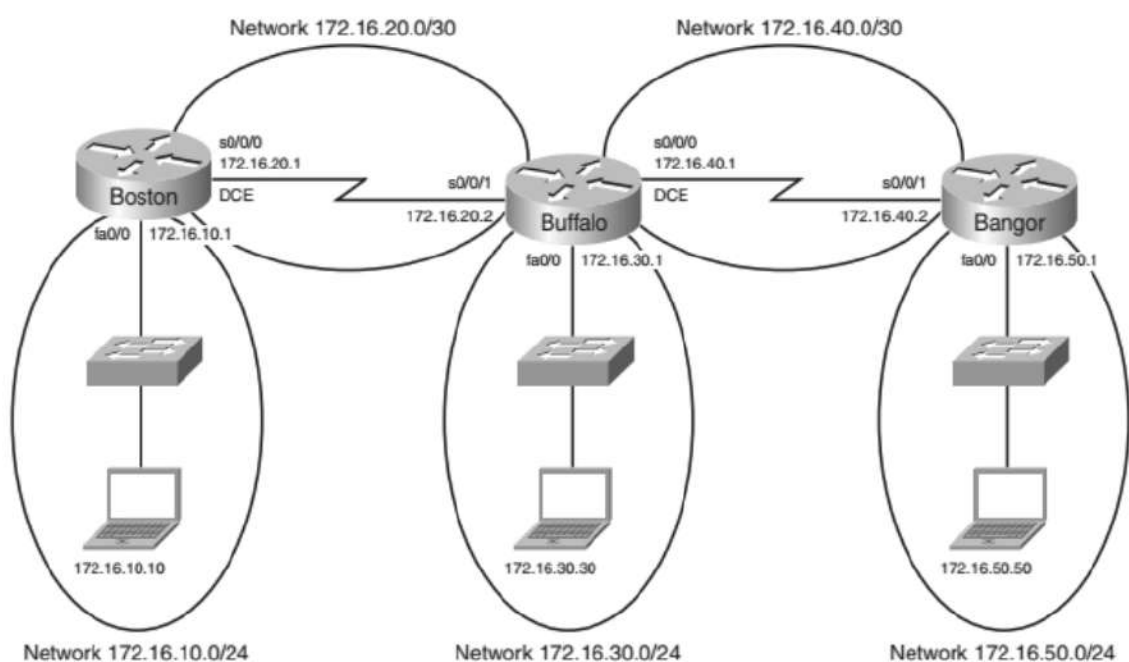 Network 172.16.20.0/30
Network 172.16.40.0/30
s0/0/0
172.16.20.1
DCE
s0/0/1
172.16.20.2
s0/0/0
172.16.40.1
DCE
s0/0/1
172.16.40.2
Boston
Buffalo
Bangor
fa0/0
172.16.10.1
fa0/0
172.16.30.1
fa0/0
172.16.50.1
172.16.10.10
172.16.30.30
172.16.50.50
Network 172.16.10.0/24
Network 172.16.30.0/24
Network 172.16.50.0/24